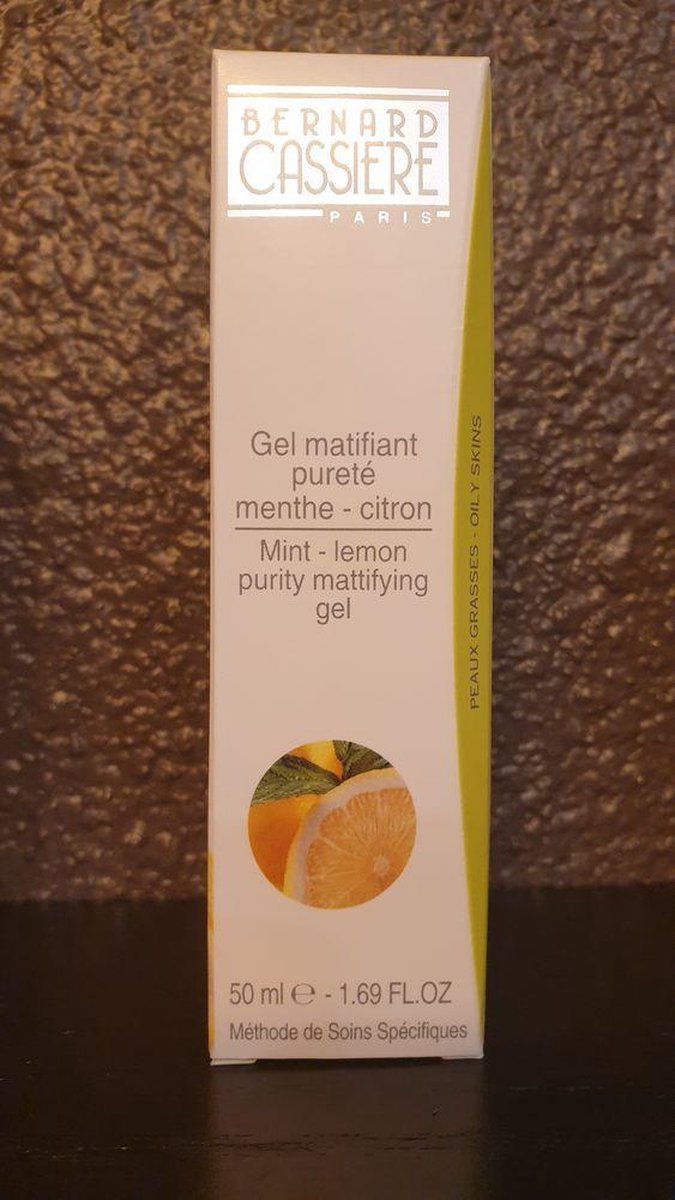 BERNARD
CASSIERE
PARIS
Gel matifiant
pureté
menthe - citron
Mint - lemon
purity mattifying
gel
PEAUX GRASSES - OILY SKINS
50 ml ℮ - 1.69 FL.OZ
Méthode de Soins Spécifiques